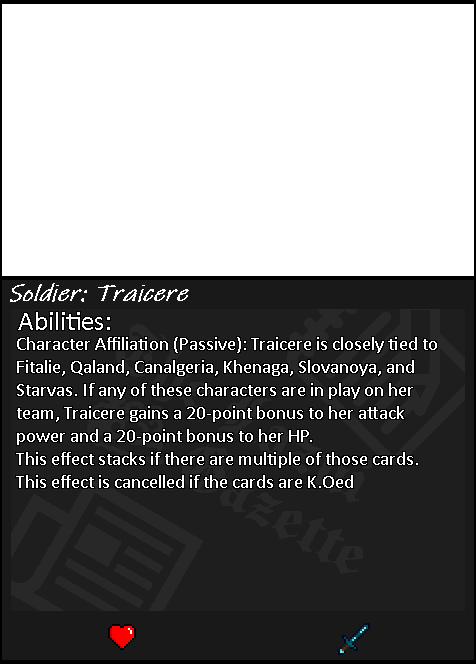 Soldier: Traicere
Abilities:
Character Affiliation (Passive): Traicere is closely tied to
Fitalie, Qaland, Canalgeria, Khenaga, Slovanoya, and
Starvas. If any of these characters are in play on her
team, Traicere gains a 20-point bonus to her attack
power and a 20-point bonus to her HP.
This effect stacks if there are multiple of those cards.
This effect is cancelled if the cards are K.Oed
Gazette